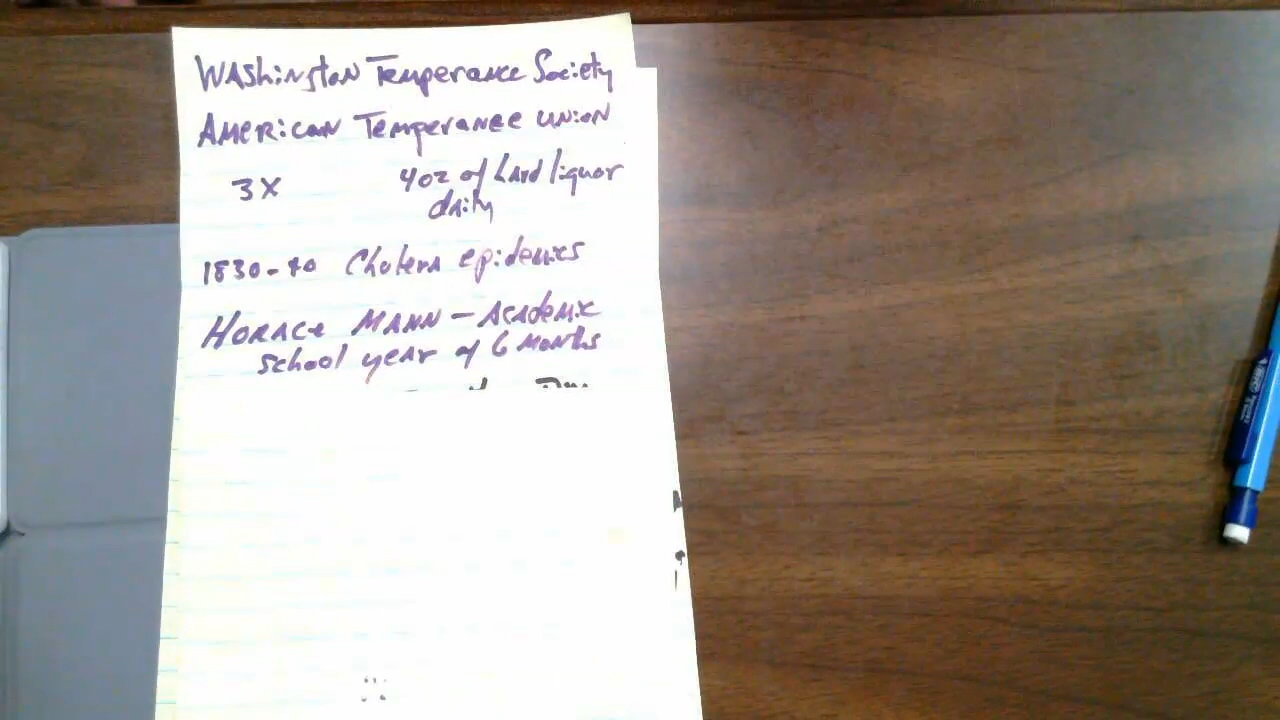 Washington Temperance Society
American Temperance Union
3X 4oz of hard liquor
daily
1830-40 Cholera epidemics
Horace Mann - Academic
school year of 6 months